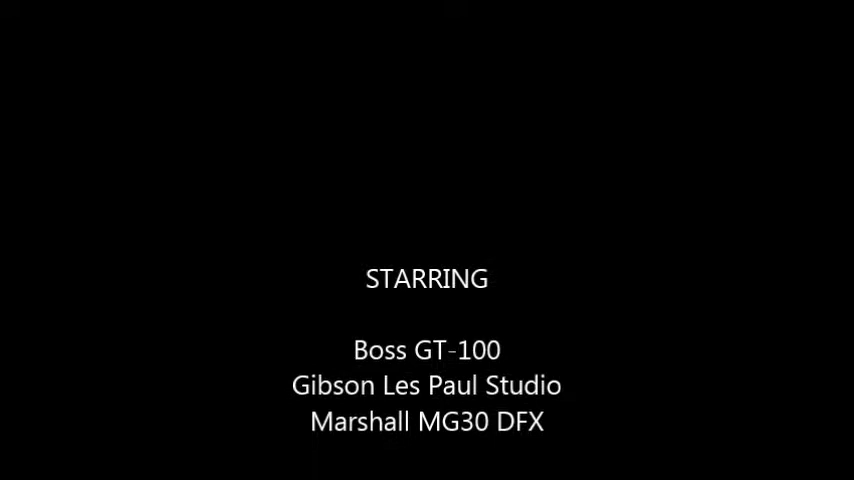 STARRING
Boss GT-100
Gibson Les Paul Studio
Marshall MG30 DFX